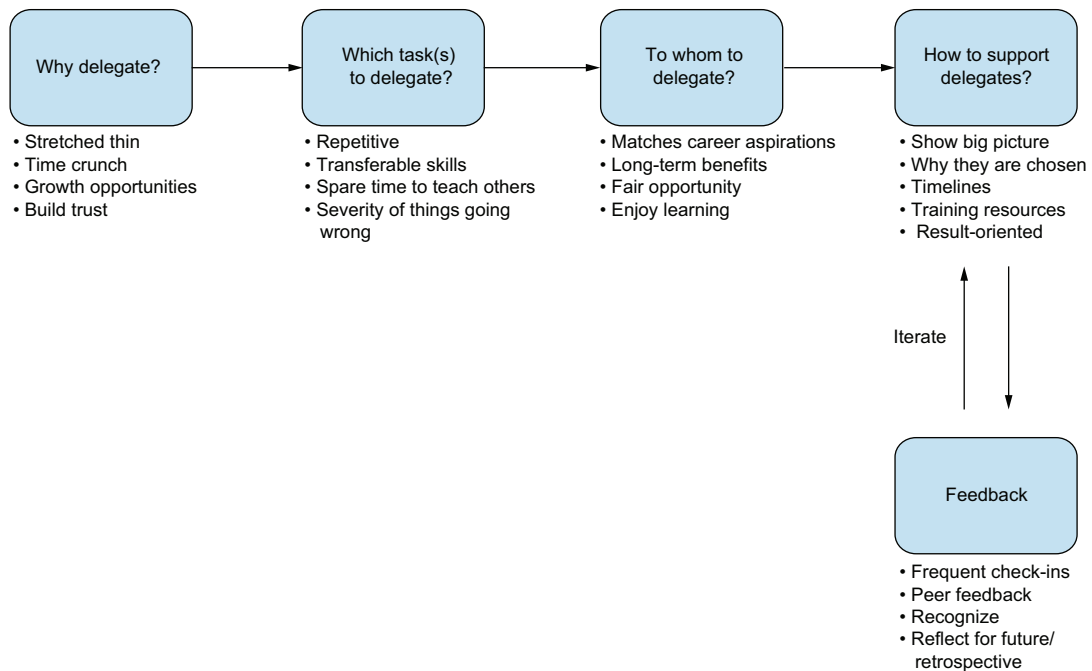 Why delegate?
Which task(s)
to delegate?
To whom to
delegate?
How to support
delegates?
• Stretched thin
• Time crunch
• Growth opportunities
• Build trust
• Repetitive
• Transferable skills
• Spare time to teach others
• Severity of things going
wrong
• Matches career aspirations
• Long-term benefits
• Fair opportunity
• Enjoy learning
• Show big picture
• Why they are chosen
• Timelines
• Training resources
• Result-oriented
Iterate
Feedback
• Frequent check-ins
• Peer feedback
• Recognize
• Reflect for future/
retrospective